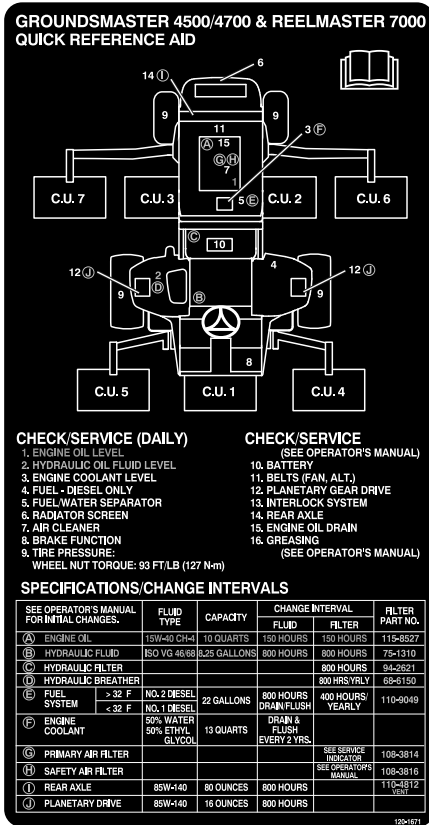 GROUNDSMASTER 4500/4700 & REELMASTER 7000
QUICK REFERENCE AID
6
14 I
9
9
11
A 15
3 F
G H
7
1
5 E
C.U. 7
C.U. 3
C.U. 2
C.U. 6
C
10
12 J
2
D
4
12 J
9
B
9
8
C.U. 5
C.U. 1
C.U. 4
CHECK/SERVICE (DAILY)
1. ENGINE OIL LEVEL
2. HYDRAULIC OIL FLUID LEVEL
3. ENGINE COOLANT LEVEL
4. FUEL - DIESEL ONLY
5. FUEL/WATER SEPARATOR
6. RADIATOR SCREEN
7. AIR CLEANER
8. BRAKE FUNCTION
9. TIRE PRESSURE:
WHEEL NUT TORQUE: 93 FT/LB (127 N-m)
CHECK/SERVICE
(SEE OPERATOR'S MANUAL)
10. BATTERY
11. BELTS (FAN, ALT.)
12. PLANETARY GEAR DRIVE
13. INTERLOCK SYSTEM
14. REAR AXLE
15. ENGINE OIL DRAIN
16. GREASING
(SEE OPERATOR'S MANUAL)
SPECIFICATIONS/CHANGE INTERVALS
SEE OPERATOR'S MANUAL FOR INITIAL CHANGES. FLUID TYPE CAPACITY CHANGE INTERVAL FLUID FILTER FILTER PART NO.
A ENGINE OIL 15W-40 CH-4 10 QUARTS 150 HOURS 150 HOURS 115-8527
B HYDRAULIC FLUID ISO VG 46/68 8.25 GALLONS 800 HOURS 800 HOURS 75-1310
C HYDRAULIC FILTER 800 HOURS 94-2621
D HYDRAULIC BREATHER 800 HRS/YRLY 68-6150
E FUEL SYSTEM > 32 F NO. 2 DIESEL 22 GALLONS 800 HOURS DRAIN/FLUSH 400 HOURS/ YEARLY 110-9049
< 32 F NO. 1 DIESEL
F ENGINE COOLANT 50% WATER 50% ETHYL GLYCOL 13 QUARTS DRAIN & FLUSH EVERY 2 YRS.
G PRIMARY AIR FILTER SEE SERVICE INDICATOR 108-3814
H SAFETY AIR FILTER SEE OPERATOR'S MANUAL 108-3816
I REAR AXLE 85W-140 80 OUNCES 800 HOURS 110-4812 VENT
J PLANETARY DRIVE 85W-140 16 OUNCES 800 HOURS
120-1671